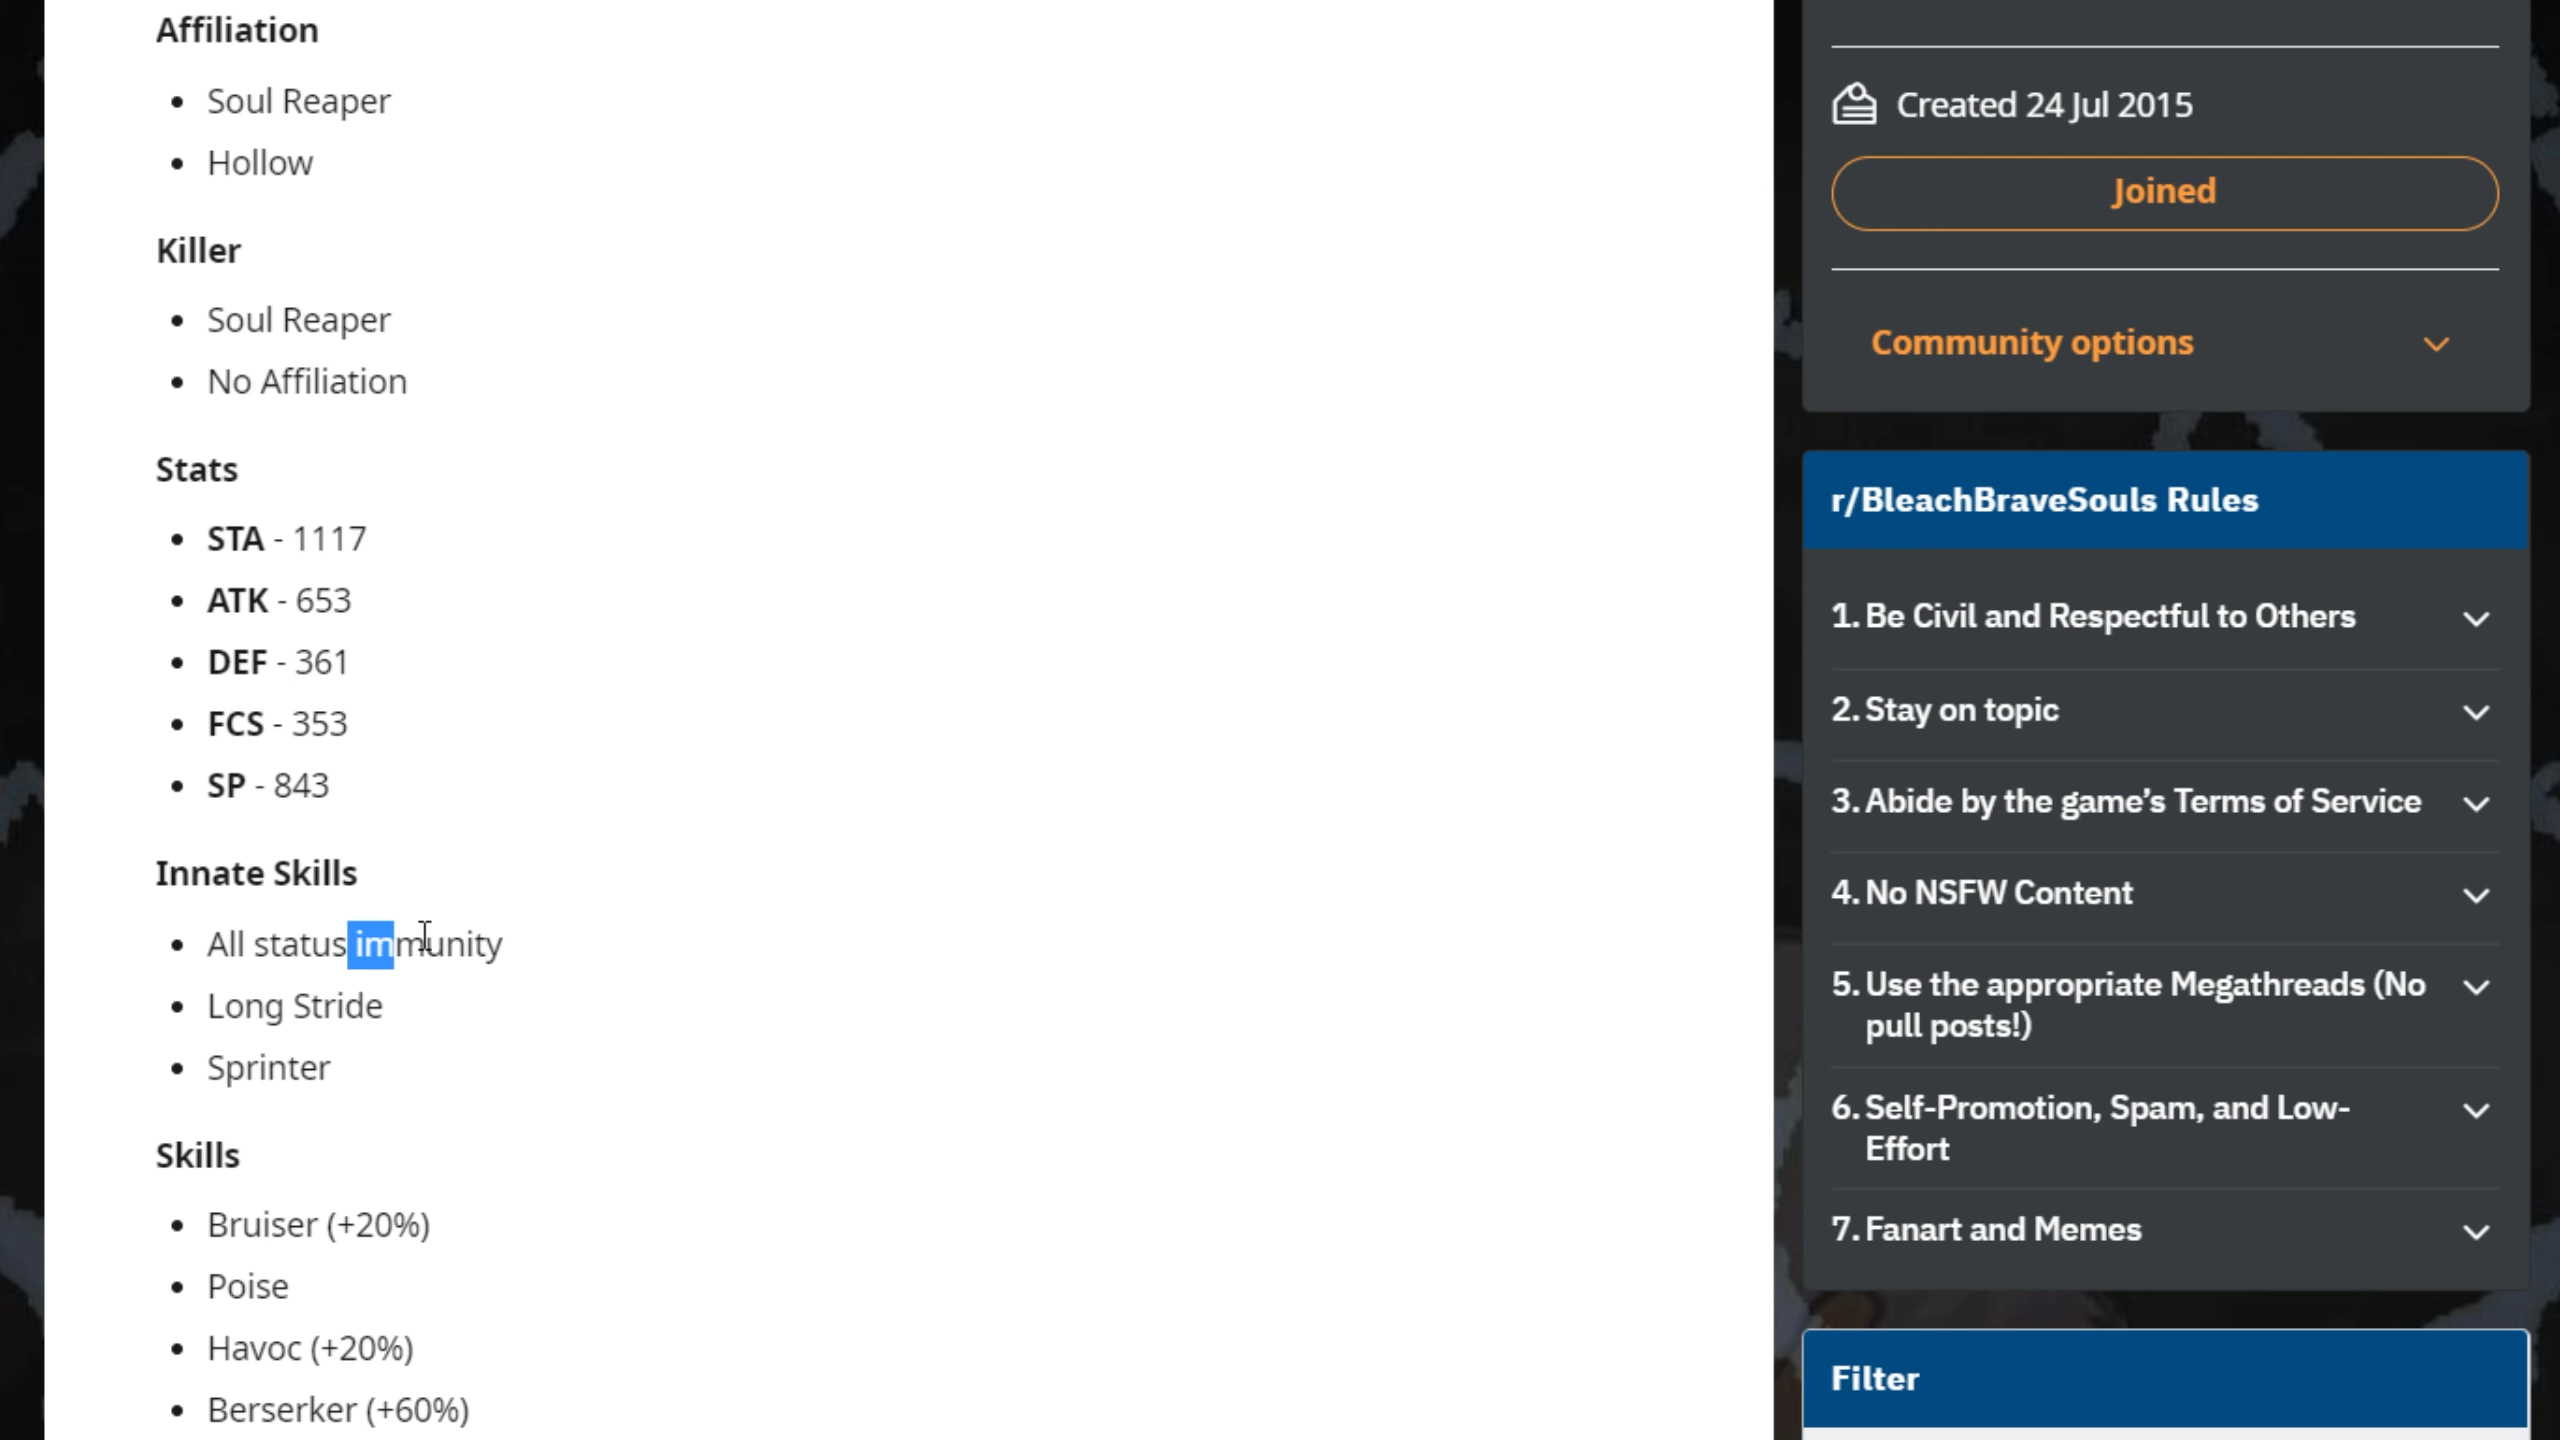 Affiliation
Soul Reaper
Hollow
Killer
Soul Reaper
No Affiliation
Stats
STA - 1117
ATK - 653
DEF - 361
FCS - 353
SP - 843
Innate Skills
All status immunity
Long Stride
Sprinter
Skills
Bruiser (+20%)
Poise
Havoc (+20%)
Berserker (+60%)
Created 24 Jul 2015
Joined
Community options
r/BleachBraveSouls Rules
1. Be Civil and Respectful to Others
2. Stay on topic
3. Abide by the game’s Terms of Service
4. No NSFW Content
5. Use the appropriate Megathreads (No
pull posts!)
6. Self-Promotion, Spam, and Low-
Effort
7. Fanart and Memes
Filter